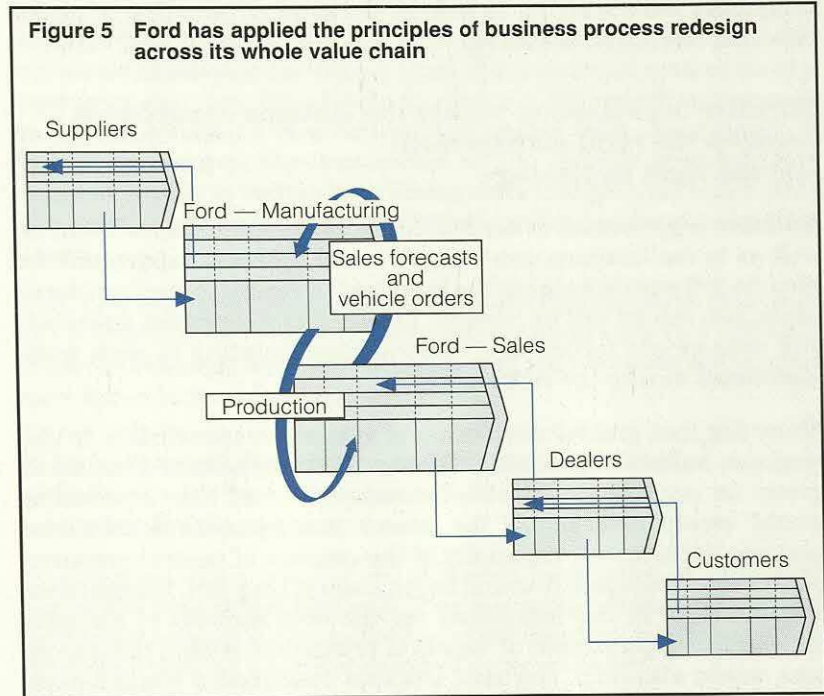 Figure 5 Ford has applied the principles of business process redesign
across its whole value chain
Suppliers
Ford — Manufacturing
Sales forecasts
and
vehicle orders
Ford — Sales
Production
Dealers
Customers